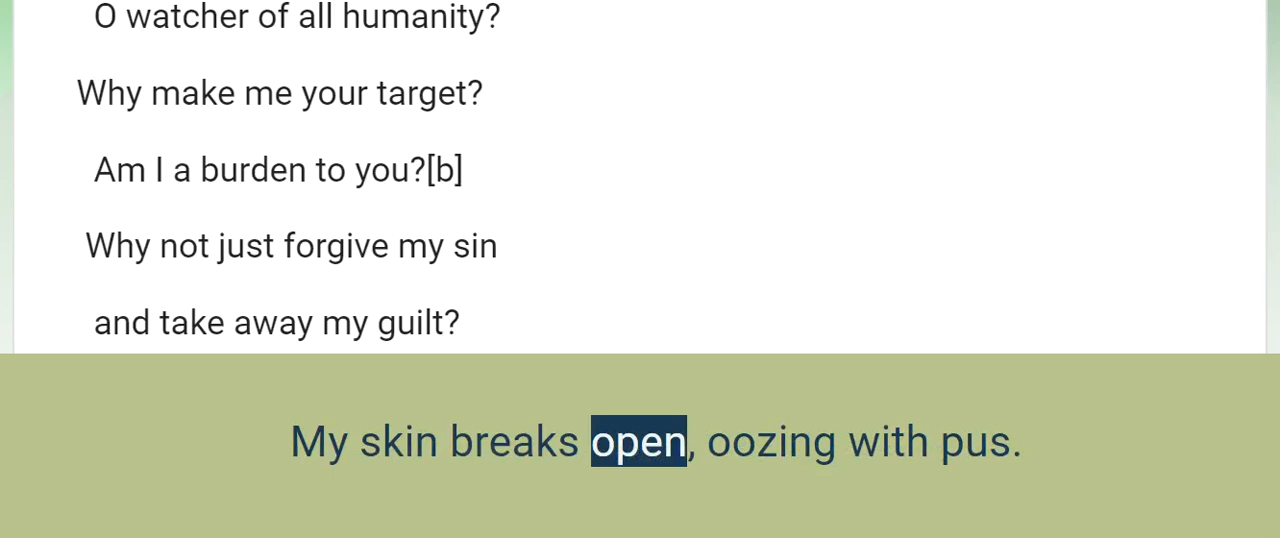 O watcher of all humanity?
Why make me your target?
Am I a burden to you?[b]
Why not just forgive my sin
and take away my guilt?
My skin breaks open, oozing with pus.